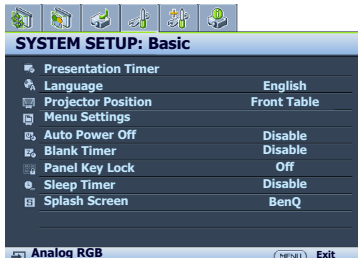 SYSTEM SETUP: Basic
Presentation Timer
Language English
Projector Position Front Table
Menu Settings
Auto Power Off Disable
Blank Timer Disable
Panel Key Lock Off
Sleep Timer Disable
Splash Screen BenQ
Analog RGB MENU Exit